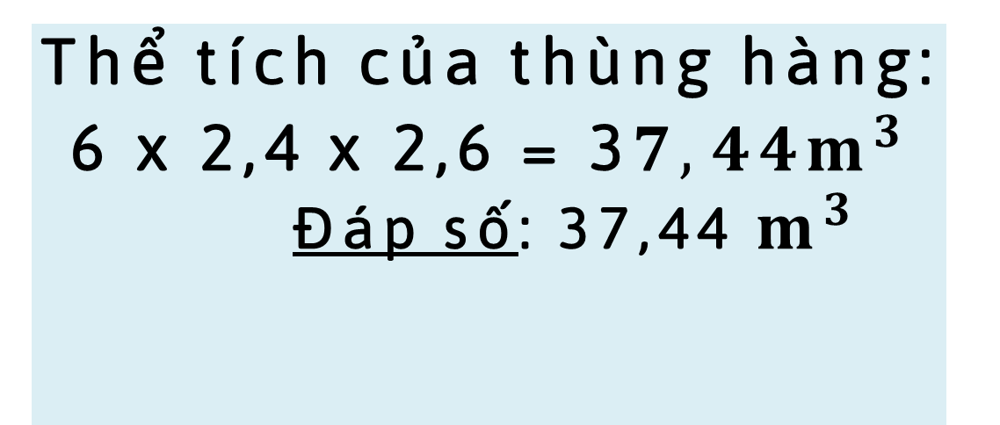 Thể tích của thùng hàng:
6 x 2,4 x 2,6 = 37,44m³
Đáp số: 37,44 m³